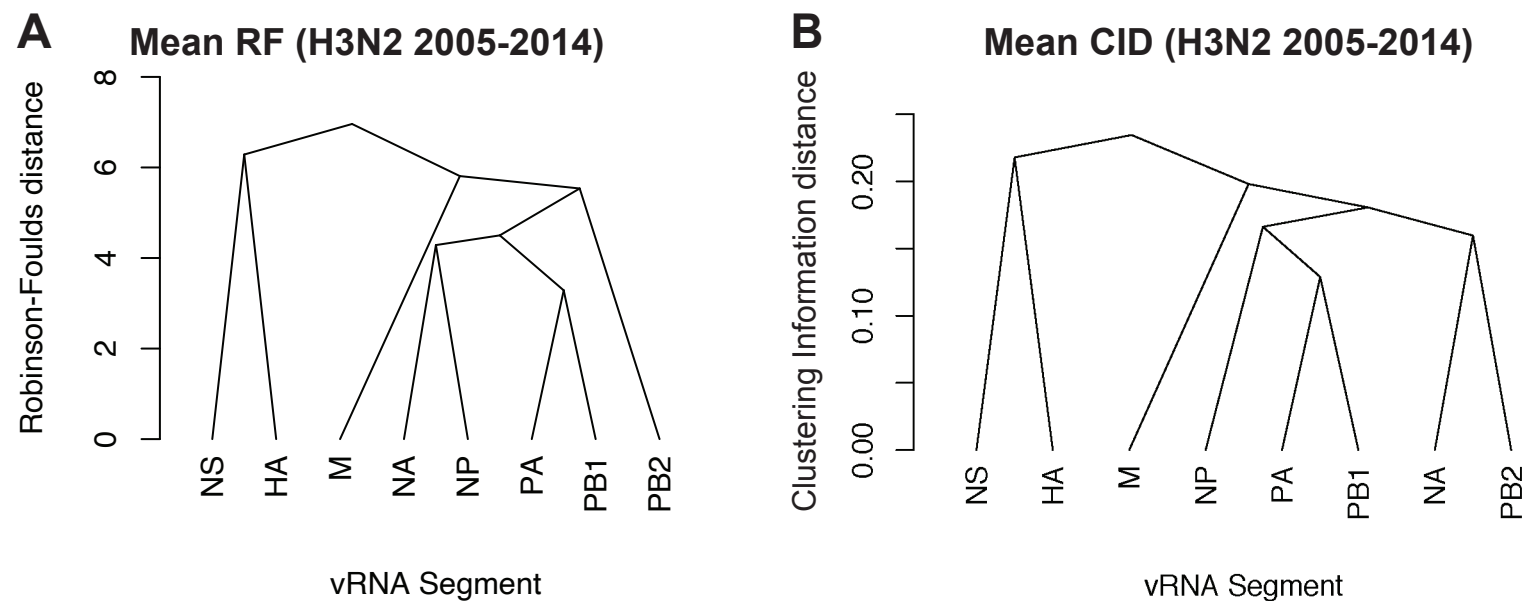 A
Mean RF (H3N2 2005-2014)
Robinson-Foulds distance
8
6
4
2
0
NS
HA
M
NA
NP
PA
PB1
PB2
vRNA Segment
B
Mean CID (H3N2 2005-2014)
Clustering Information distance
0.20
0.10
0.00
NS
HA
M
NP
PA
PB1
NA
PB2
vRNA Segment